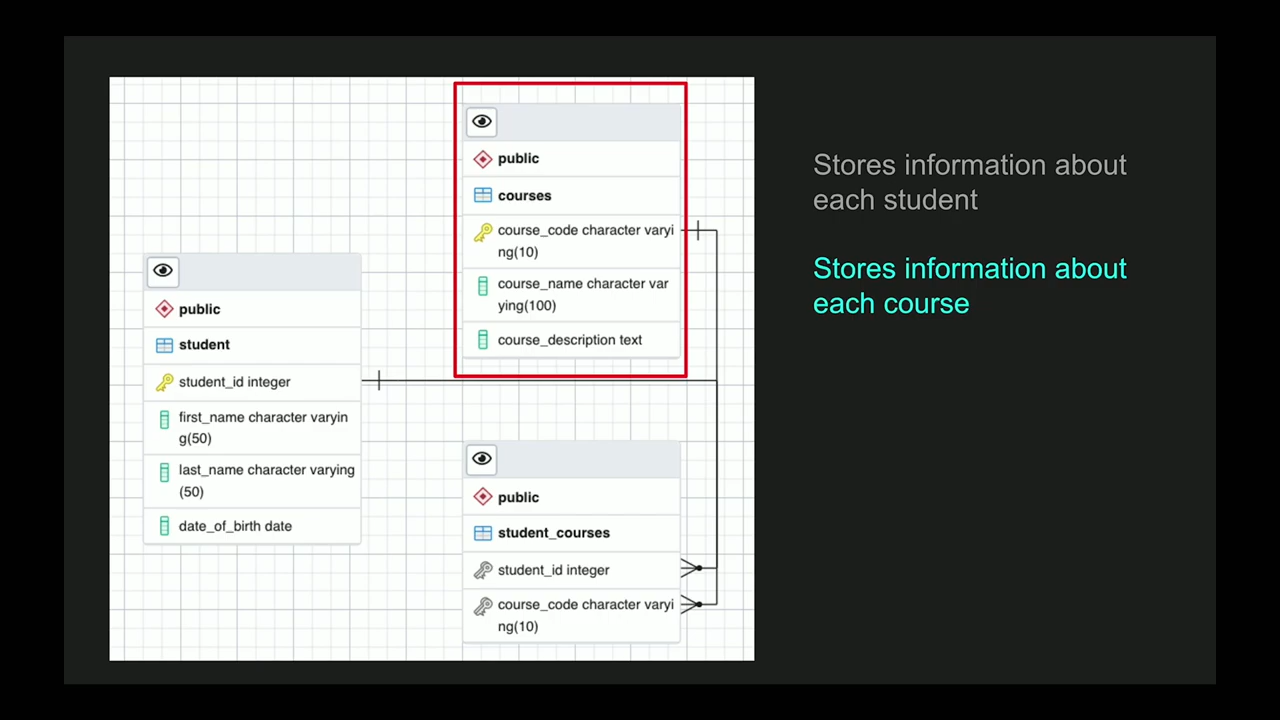 public
courses
course_code character varyi
ng(10)
course_name character var
ying(100)
course_description text
public
student
student_id integer
first_name character varyin
g(50)
last_name character varying
(50)
date_of_birth date
public
student_courses
student_id integer
course_code character varyi
ng(10)
Stores information about
each student
Stores information about
each course